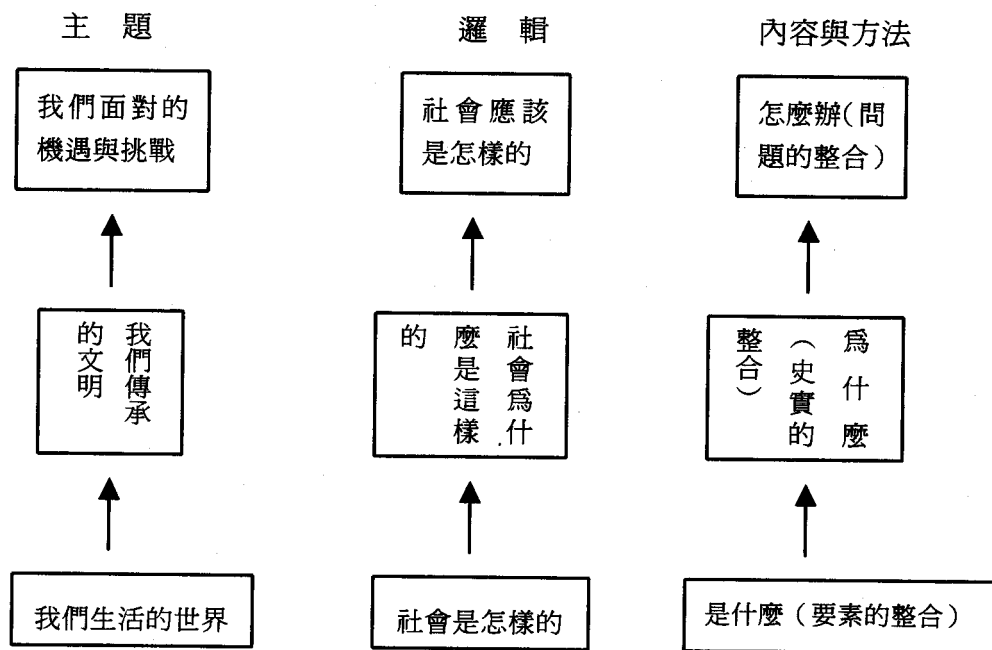 主題
邏輯
內容與方法
我們面對的
機遇與挑戰
社會應該
是怎樣的
怎麼辦(問
題的整合)
我們傳承
的文明
社會爲什
麼是這樣
的
爲什麼
(史實的
整合)
我們生活的世界
社會是怎樣的
是什麼(要素的整合)